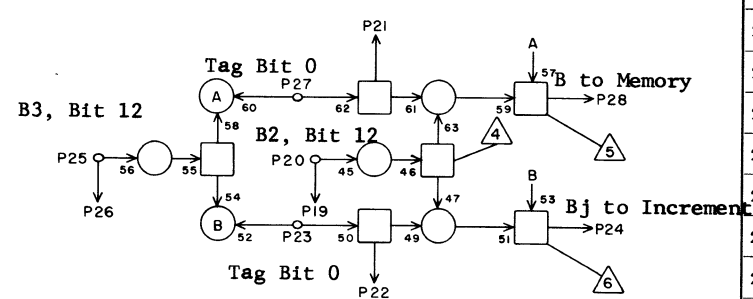 P21
A
Tag Bit 0
57
B to Memory
P27
A
60
62
61
59
P28
B3, Bit 12
58
B2, Bit 12
63
4
5
P25
56
55
P20
45
46
P26
54
P19
47
B
53
Bj to Increment
B
52
P23
50
49
51
P24
Tag Bit 0
P22
6